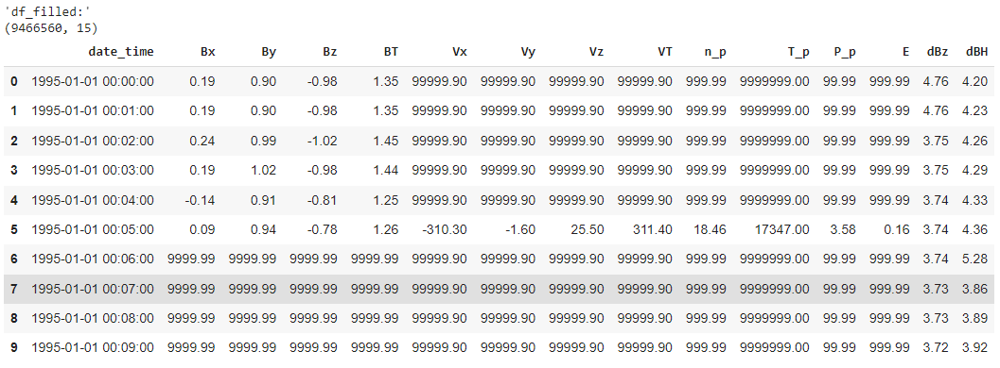 'df_filled:'
(9466560, 15)
date_time Bx By Bz BT Vx Vy Vz VT n_p T_p P_p E dBz dBH
0 1995-01-01 00:00:00 0.19 0.90 -0.98 1.35 99999.90 99999.90 99999.90 99999.90 999.99 9999999.00 99.99 999.99 4.76 4.20
1 1995-01-01 00:01:00 0.19 0.90 -0.98 1.35 99999.90 99999.90 99999.90 99999.90 999.99 9999999.00 99.99 999.99 4.76 4.23
2 1995-01-01 00:02:00 0.24 0.99 -1.02 1.45 99999.90 99999.90 99999.90 99999.90 999.99 9999999.00 99.99 999.99 3.75 4.26
3 1995-01-01 00:03:00 0.19 1.02 -0.98 1.44 99999.90 99999.90 99999.90 99999.90 999.99 9999999.00 99.99 999.99 3.75 4.29
4 1995-01-01 00:04:00 -0.14 0.91 -0.81 1.25 99999.90 99999.90 99999.90 99999.90 999.99 9999999.00 99.99 999.99 3.74 4.33
5 1995-01-01 00:05:00 0.09 0.94 -0.78 1.26 -310.30 -1.60 25.50 311.40 18.46 17347.00 3.58 0.16 3.74 4.36
6 1995-01-01 00:06:00 9999.99 9999.99 9999.99 9999.99 99999.90 99999.90 99999.90 99999.90 999.99 9999999.00 99.99 999.99 3.74 5.28
7 1995-01-01 00:07:00 9999.99 9999.99 9999.99 9999.99 99999.90 99999.90 99999.90 99999.90 999.99 9999999.00 99.99 999.99 3.73 3.86
8 1995-01-01 00:08:00 9999.99 9999.99 9999.99 9999.99 99999.90 99999.90 99999.90 99999.90 999.99 9999999.00 99.99 999.99 3.73 3.89
9 1995-01-01 00:09:00 9999.99 9999.99 9999.99 9999.99 99999.90 99999.90 99999.90 99999.90 999.99 9999999.00 99.99 999.99 3.72 3.92